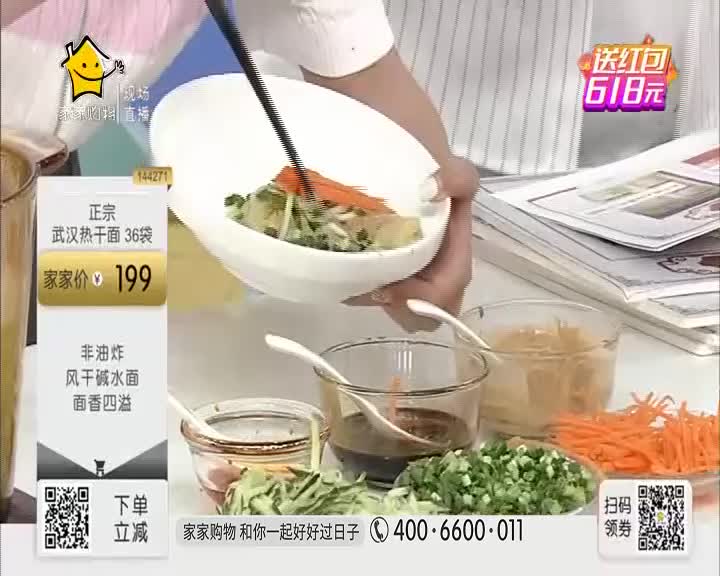 家家购物
现场
直播
送红包
618元
144271
正宗
武汉热干面 36袋
家家价 ¥ 199
非油炸
风干碱水面
面香四溢
下单
立减
家家购物 和你一起好好过日子
400·6600·011
扫码
领券